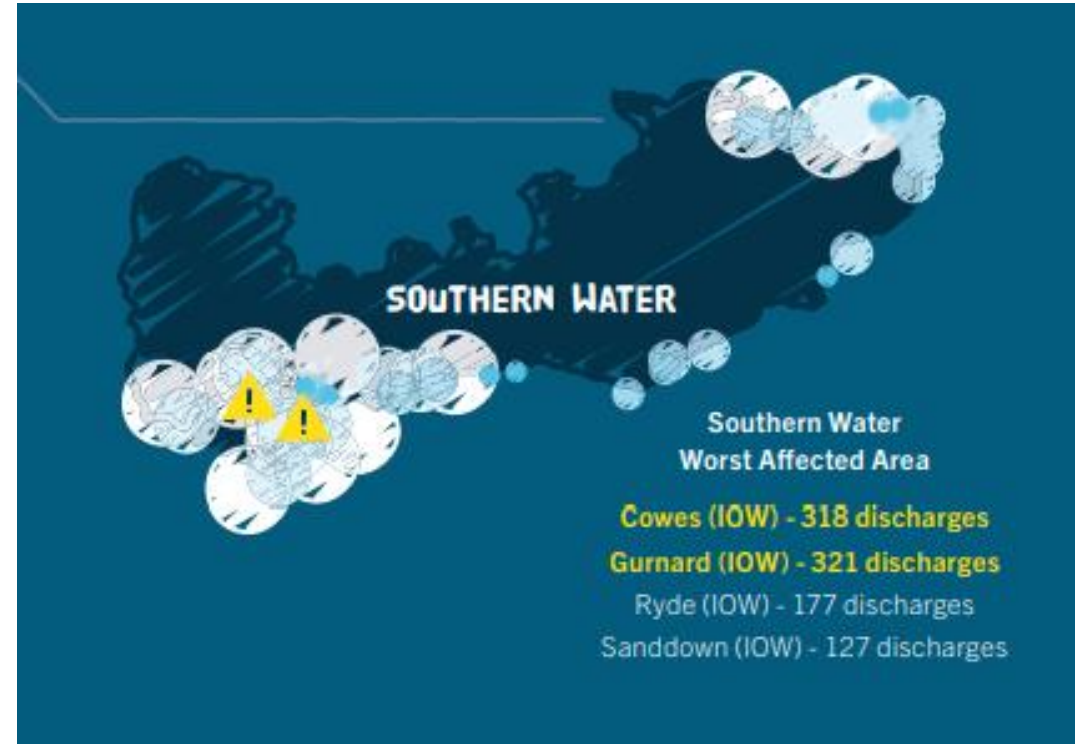 SOUTHERN WATER
!
!
Southern Water
Worst Affected Area
Cowes (IOW) - 318 discharges
Gurnard (IOW) - 321 discharges
Ryde (IOW) - 177 discharges
Sanddown (IOW) - 127 discharges